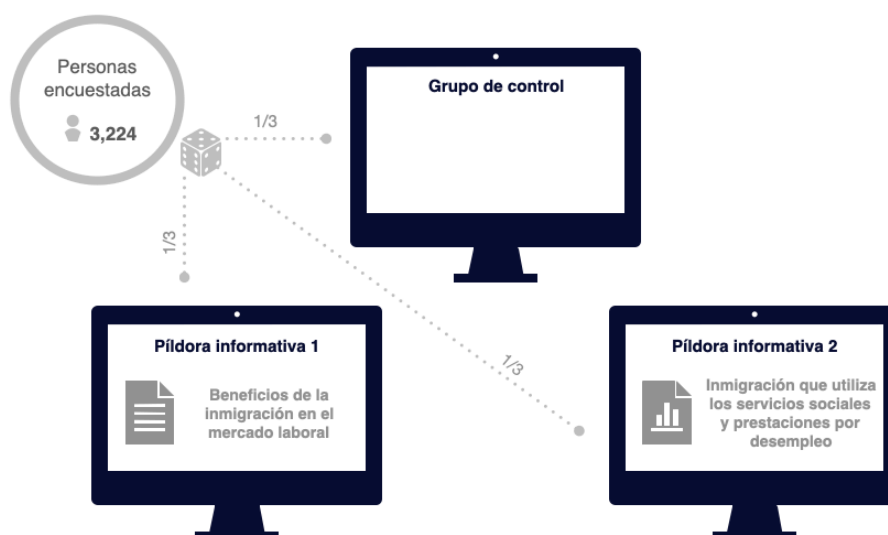 Personas
encuestadas
3,224
1/3
Grupo de control
1/3
1/3
Píldora informativa 1
Beneficios de la
inmigración en el
mercado laboral
Píldora informativa 2
Inmigración que utiliza
los servicios sociales
y prestaciones por
desempleo